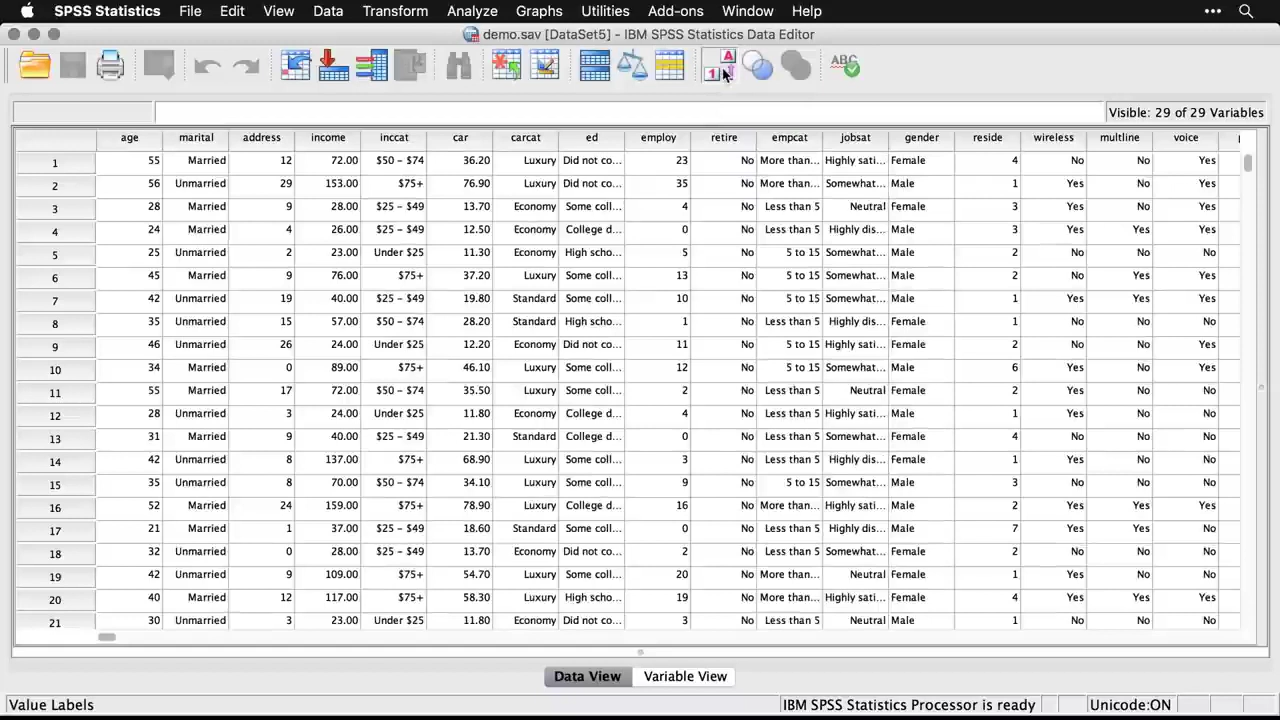 SPSS Statistics File Edit View Data Transform Analyze Graphs Utilities Add-ons Window Help
demo.sav [DataSet5] - IBM SPSS Statistics Data Editor
A
1
ABC
Visible: 29 of 29 Variables
age marital address income inccat car carcat ed employ retire empcat jobsat gender reside wireless multline voice
1 55 Married 12 72.00 $50 - $74 36.20 Luxury Did not co... 23 No More than... Highly sati... Female 4 No No Yes
2 56 Unmarried 29 153.00 $75+ 76.90 Luxury Did not co... 35 No More than... Somewhat... Male 1 Yes No Yes
3 28 Married 9 28.00 $25 - $49 13.70 Economy Some coll... 4 No Less than 5 Neutral Female 3 Yes No Yes
4 24 Married 4 26.00 $25 - $49 12.50 Economy College d... 0 No Less than 5 Highly dis... Male 3 Yes Yes Yes
5 25 Unmarried 2 23.00 Under $25 11.30 Economy High scho... 5 No 5 to 15 Somewhat... Male 2 No No No
6 45 Married 9 76.00 $75+ 37.20 Luxury Some coll... 13 No 5 to 15 Somewhat... Male 2 No Yes Yes
7 42 Unmarried 19 40.00 $25 - $49 19.80 Standard Some coll... 10 No 5 to 15 Somewhat... Male 1 Yes Yes Yes
8 35 Unmarried 15 57.00 $50 - $74 28.20 Standard High scho... 1 No Less than 5 Highly dis... Female 1 No No No
9 46 Unmarried 26 24.00 Under $25 12.20 Economy Did not co... 11 No 5 to 15 Highly sati... Female 2 No No Yes
10 34 Married 0 89.00 $75+ 46.10 Luxury Some coll... 12 No 5 to 15 Somewhat... Male 6 Yes No No
11 55 Married 17 72.00 $50 - $74 35.50 Luxury Some coll... 2 No Less than 5 Neutral Female 2 Yes No No
12 28 Married 3 24.00 Under $25 11.80 Economy College d... 4 No Less than 5 Highly sati... Male 1 Yes No No
13 31 Married 9 40.00 $25 - $49 21.30 Standard College d... 0 No Less than 5 Somewhat... Female 4 No No No
14 42 Unmarried 8 137.00 $75+ 68.90 Luxury Some coll... 3 No Less than 5 Highly dis... Female 1 Yes No No
15 35 Unmarried 8 70.00 $50 - $74 34.10 Luxury Some coll... 9 No 5 to 15 Somewhat... Male 3 No No No
16 52 Married 24 159.00 $75+ 78.90 Luxury College d... 16 No More than... Highly sati... Male 2 Yes Yes Yes
17 21 Married 1 37.00 $25 - $49 18.60 Standard Some coll... 0 No Less than 5 Highly dis... Male 7 Yes Yes No
18 32 Unmarried 0 28.00 $25 - $49 13.70 Economy Did not co... 2 No Less than 5 Somewhat... Female 2 No No No
19 42 Unmarried 9 109.00 $75+ 54.70 Luxury Some coll... 20 No More than... Neutral Female 1 Yes No No
20 40 Married 12 117.00 $75+ 58.30 Luxury High scho... 19 No More than... Highly sati... Female 4 Yes Yes Yes
21 30 Unmarried 3 23.00 Under $25 11.80 Economy Did not co... 3 No Less than 5 Neutral Male 1 No No No
Data View Variable View
Value Labels IBM SPSS Statistics Processor is ready Unicode:ON